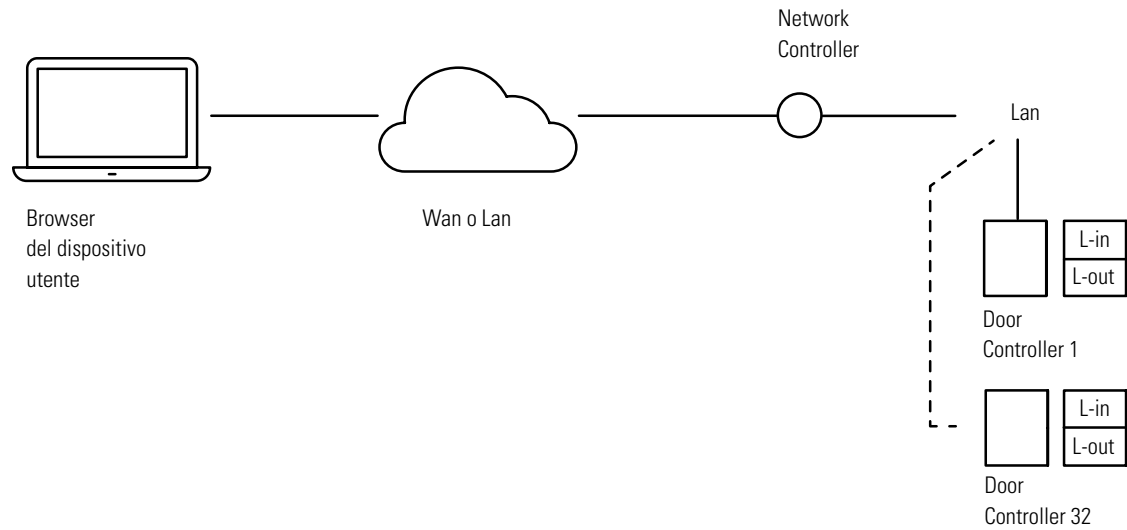 Network
Controller
Lan
Browser
del dispositivo
utente
Wan o Lan
L-in
L-out
Door
Controller 1
L-in
L-out
Door
Controller 32